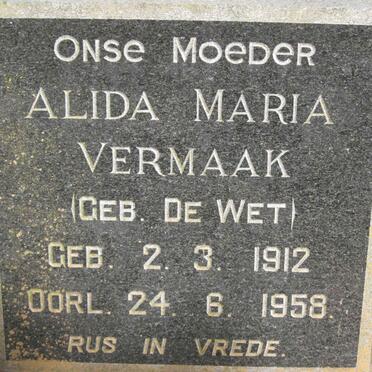 ONSE MOEDER
ALIDA MARIA
VERMAAK
(GEB. DE WET)
GEB. 2. 3. 1912
OORL. 24. 6. 1958.
RUS IN VREDE.